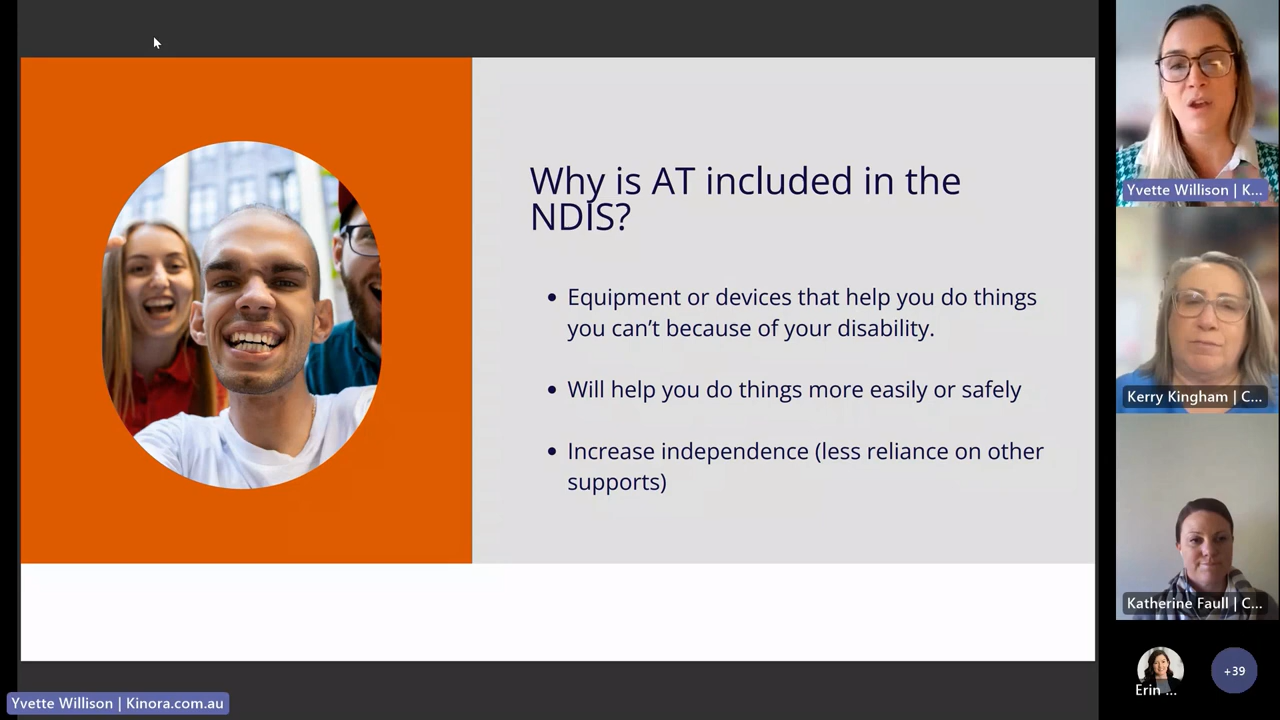 Why is AT included in the
NDIS?
• Equipment or devices that help you do things
you can’t because of your disability.
• Will help you do things more easily or safely
• Increase independence (less reliance on other
supports)
Yvette Willison | K...
Kerry Kingham | C...
Katherine Faull | C...
Erin ...
+39
Yvette Willison | Kinora.com.au